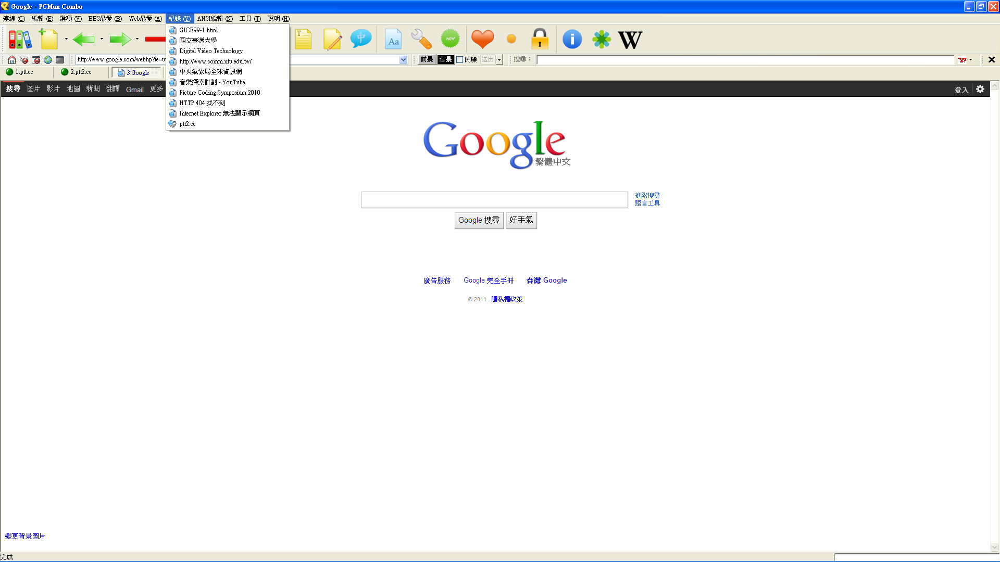 Google - PCMan Combo
連線 (C) 編輯 (E) 選項 (V) BBS最愛 (B) Web最愛 (A) 紀錄 (Y) ANSI編輯 (N) 工具 (T) 說明 (H)
GICE99-1.html
國立臺灣大學
Digital Video Technology
http://www.comm.ntu.edu.tw/
中央氣象局全球資訊網
音樂探索計劃 - YouTube
Picture Coding Symposium 2010
HTTP 404 找不到
Internet Explorer 無法顯示網頁
ptt2.cc
T
中
Aa
NEW
i
W
http://www.google.com/webhp?ie=u
前景 背景 閃爍 送出 搜尋：
1.ptt.cc 2.ptt2.cc 3.Google
搜尋 圖片 影片 地圖 新聞 翻譯 Gmail 更多
登入
Google
繁體中文
進階搜尋
語言工具
Google 搜尋 好手氣
廣告服務 Google 完全手冊 台灣 Google
© 2011 - 隱私權政策
變更背景圖片
完成